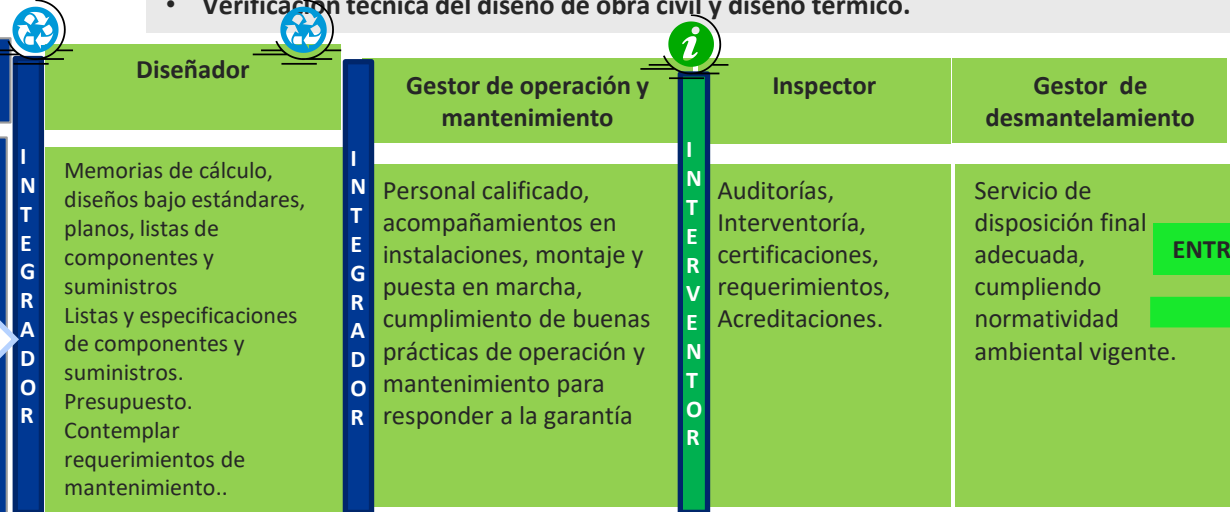 • Verificación técnica del diseño de obra civil y diseño térmico.
INTEGRADOR
Diseñador
Memorias de cálculo,
diseños bajo estándares,
planos, listas de
componentes y
suministros
Listas y especificaciones
de componentes y
suministros.
Presupuesto.
Contemplar
requerimientos de
mantenimiento..
INTEGRADOR
Gestor de operación y
mantenimiento
Personal calificado,
acompañamientos en
instalaciones, montaje y
puesta en marcha,
cumplimiento de buenas
prácticas de operación y
mantenimiento para
responder a la garantía
i
INTERVENTOR
Inspector
Auditorías,
Interventoría,
certificaciones,
requerimientos,
Acreditaciones.
Gestor de
desmantelamiento
Servicio de
disposición final
adecuada,
cumpliendo
normatividad
ambiental vigente.
ENTR